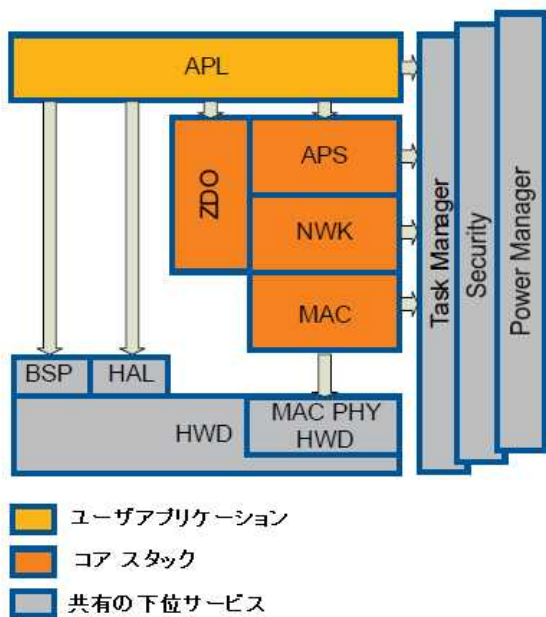 APL
ZDO
APS
NWK
MAC
BSP
HAL
HWD
MAC PHY
HWD
Task Manager
Security
Power Manager
ユーザアプリケーション
コア スタック
共有の下位サービス